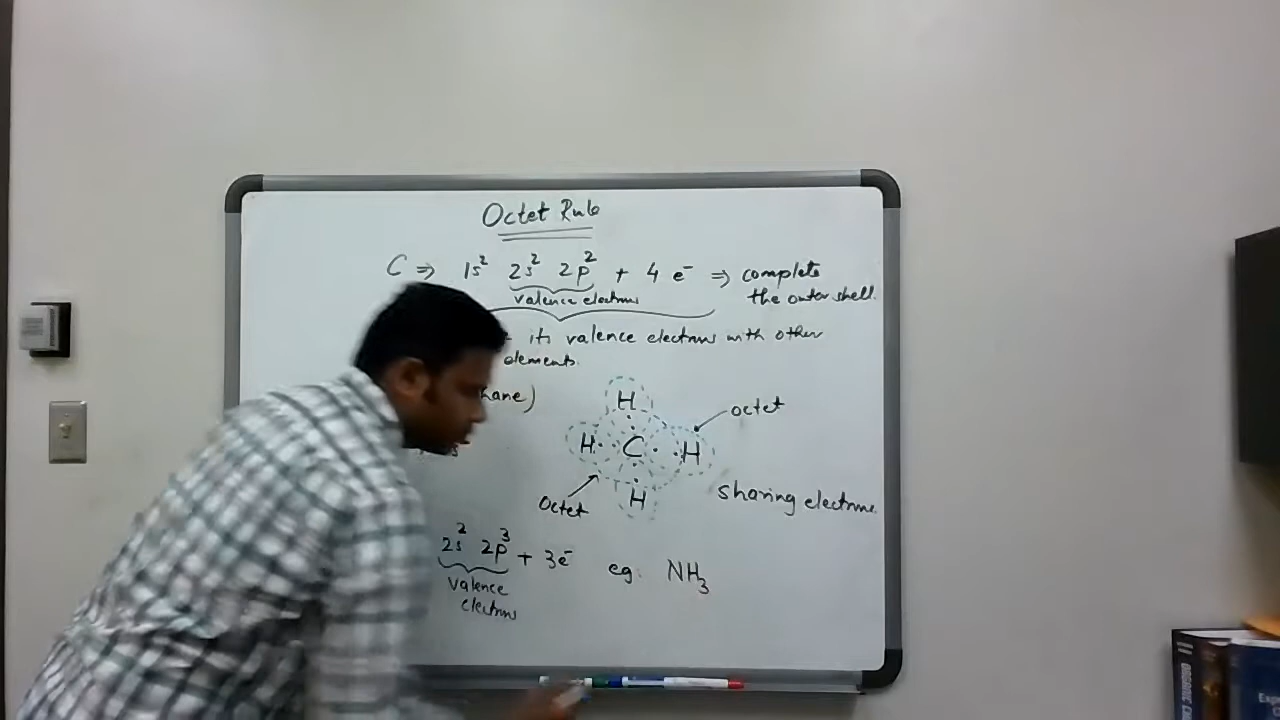 Octet Rule
C ⇒ 1s² 2s² 2p² + 4 e⁻ ⇒ complete
the outer shell.
valence electrons
its valence electrons with other
elements.
hane)
H
octet
H C H
H
Octet
sharing electrons
2s² 2p³ + 3e⁻ eg: NH₃
valence
electrons